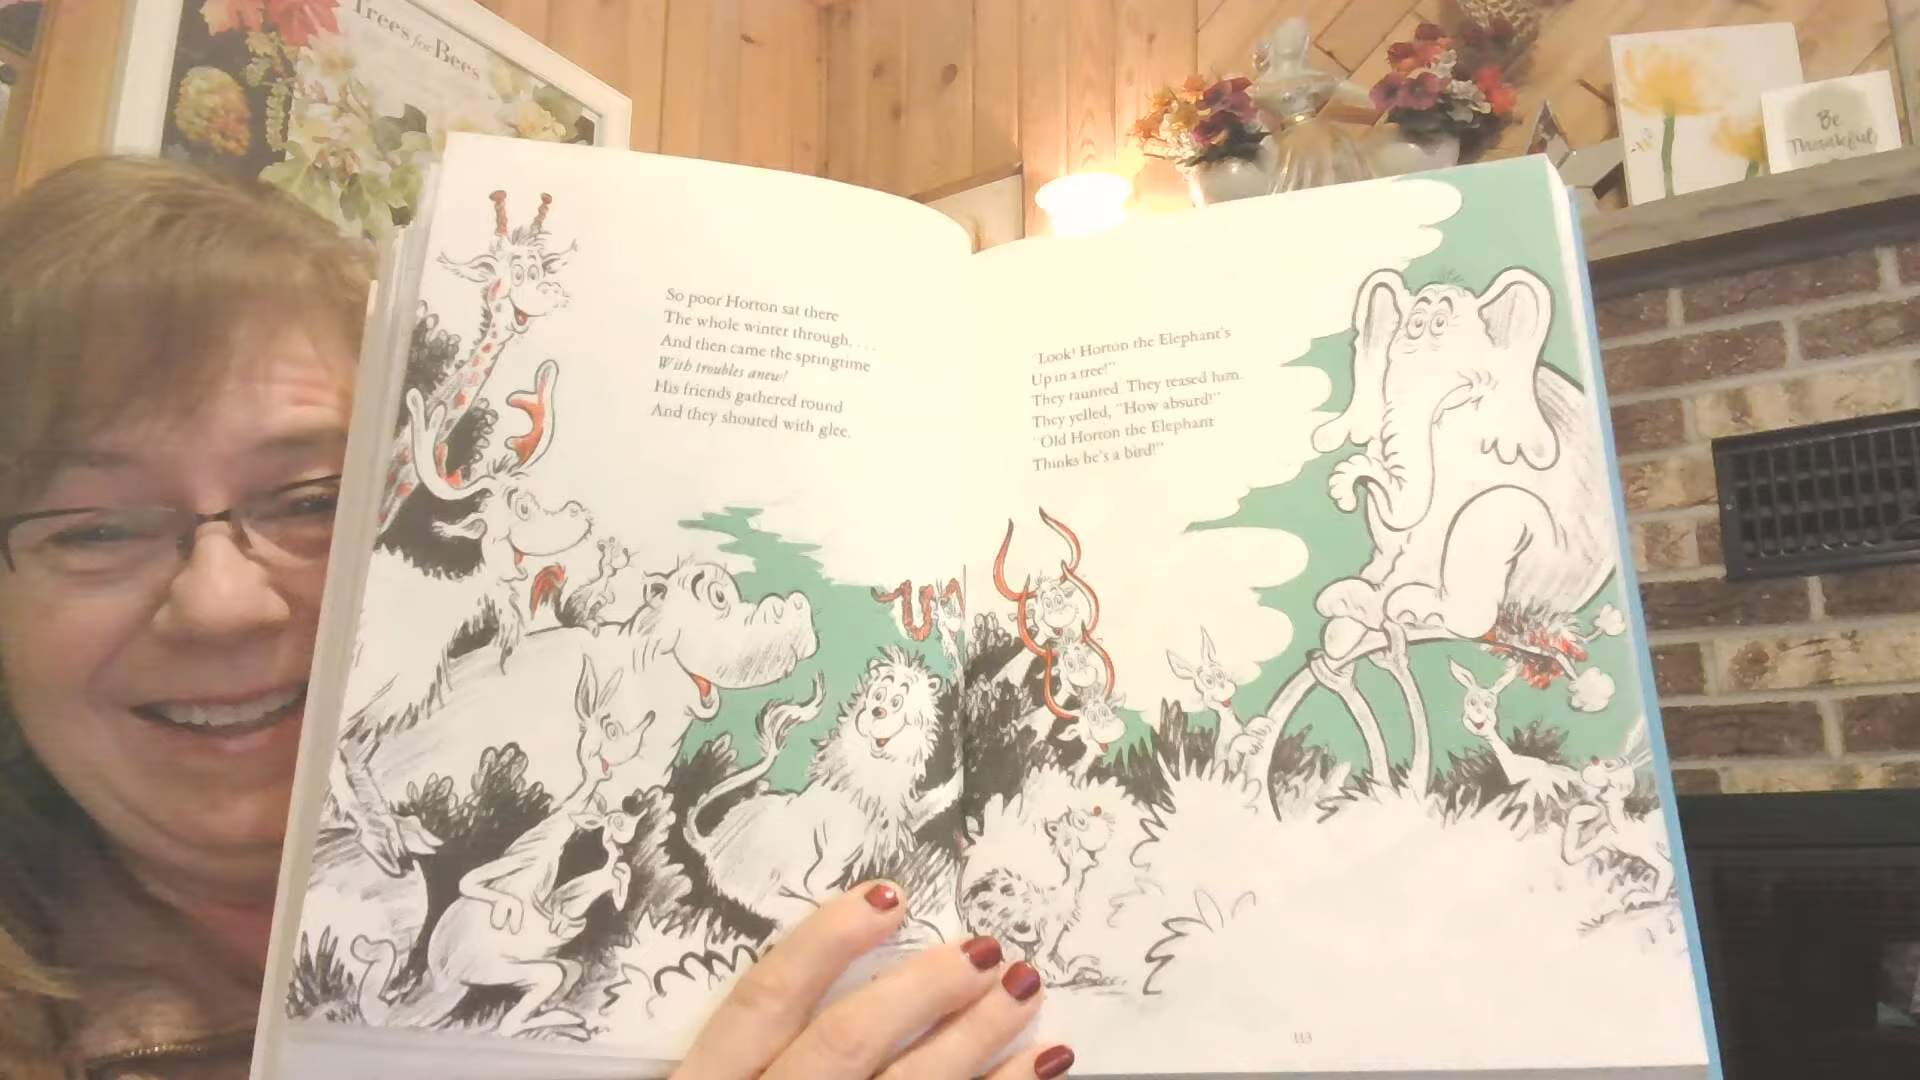 Trees for Bees
Be
Thankful
So poor Horton sat there
The whole winter through. . . .
And then came the springtime
With troubles anew!
His friends gathered round
And they shouted with glee.
"Look! Horton the Elephant's
Up in a tree!"
They taunted. They teased him.
They yelled, "How absurd!"
"Old Horton the Elephant
Thinks he's a bird!"
113